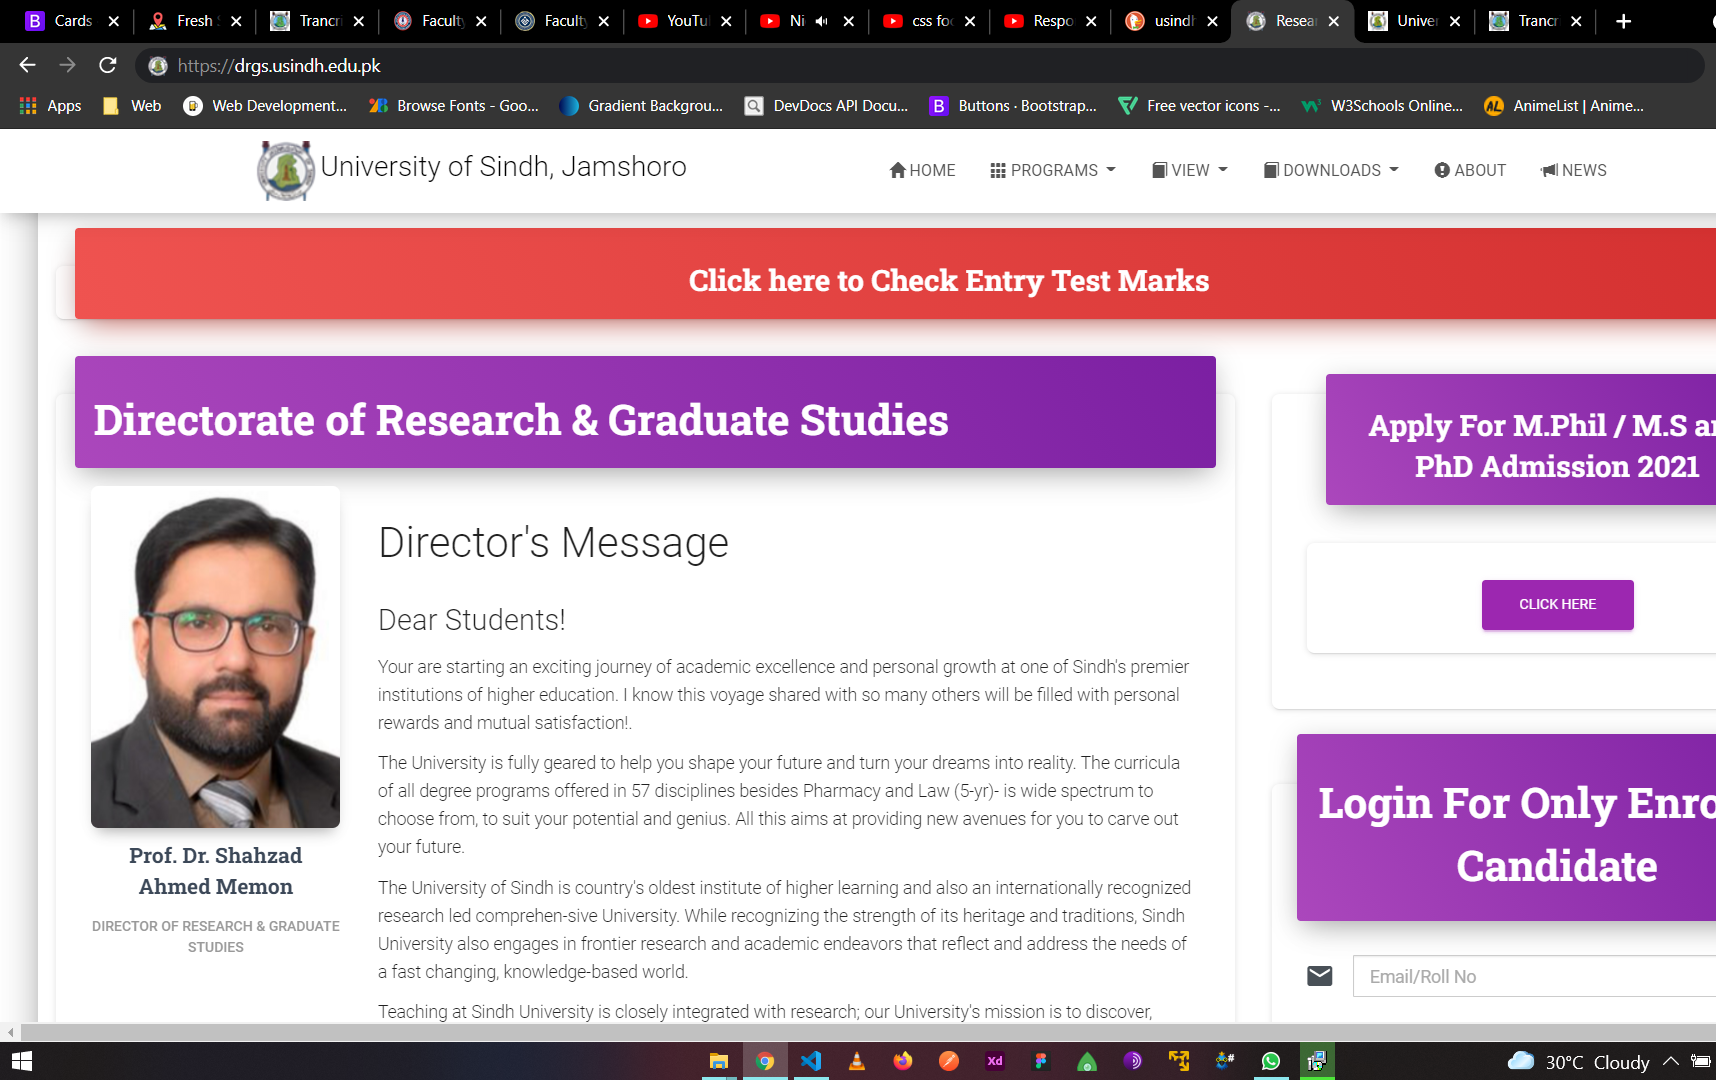 Cards
Fresh
Trancri
Faculty
Faculty
YouTu
Ni
css foo
Respo
usindh
Resear
Univer
Trancr
https://drgs.usindh.edu.pk
Apps
Web
Web Development...
Browse Fonts - Goo...
Gradient Backgrou...
DevDocs API Docu...
Buttons · Bootstrap...
Free vector icons -...
W3Schools Online...
AnimeList | Anime...
University of Sindh, Jamshoro
HOME
PROGRAMS
VIEW
DOWNLOADS
ABOUT
NEWS
Click here to Check Entry Test Marks
Directorate of Research & Graduate Studies
Prof. Dr. Shahzad
Ahmed Memon
DIRECTOR OF RESEARCH & GRADUATE
STUDIES
Director's Message
Dear Students!
Your are starting an exciting journey of academic excellence and personal growth at one of Sindh's premier
institutions of higher education. I know this voyage shared with so many others will be filled with personal
rewards and mutual satisfaction!.
The University is fully geared to help you shape your future and turn your dreams into reality. The curricula
of all degree programs offered in 57 disciplines besides Pharmacy and Law (5-yr)- is wide spectrum to
choose from, to suit your potential and genius. All this aims at providing new avenues for you to carve out
your future.
The University of Sindh is country's oldest institute of higher learning and also an internationally recognized
research led comprehen-sive University. While recognizing the strength of its heritage and traditions, Sindh
University also engages in frontier research and academic endeavors that reflect and address the needs of
a fast changing, knowledge-based world.
Teaching at Sindh University is closely integrated with research; our University's mission is to discover,
Apply For M.Phil / M.S an
PhD Admission 2021
CLICK HERE
Login For Only Enro
Candidate
Email/Roll No
30°C Cloudy